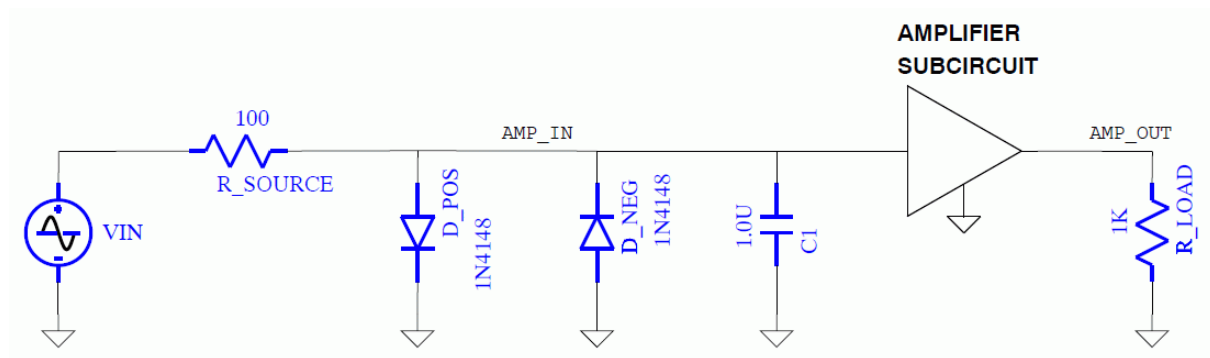 AMPLIFIER
SUBCIRCUIT
100
AMP_IN
AMP_OUT
R_SOURCE
VIN
D_POS
1N4148
D_NEG
1N4148
1.0U
C1
1K
R_LOAD